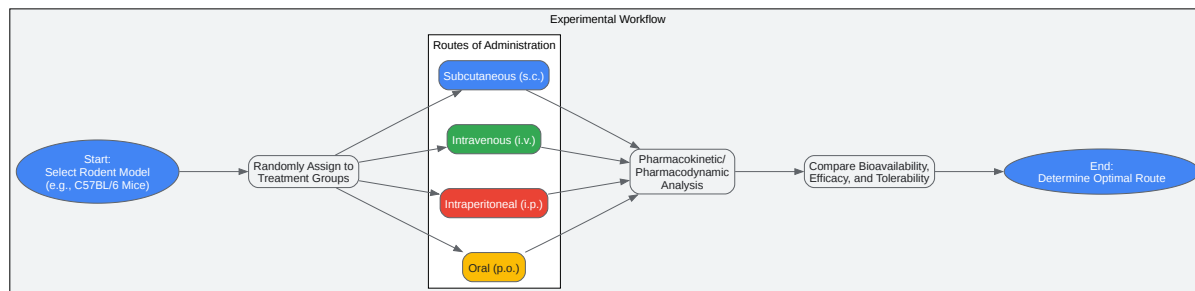 Experimental Workflow
Routes of Administration
Start:
Select Rodent Model
(e.g., C57BL/6 Mice)
Randomly Assign to
Treatment Groups
Subcutaneous (s.c.)
Intravenous (i.v.)
Intraperitoneal (i.p.)
Oral (p.o.)
Pharmacokinetic/
Pharmacodynamic
Analysis
Compare Bioavailability,
Efficacy, and Tolerability
End:
Determine Optimal Route